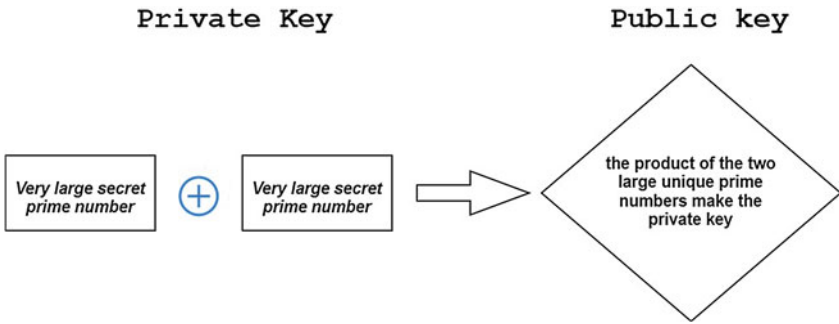 Private Key
Public key
Very large secret
prime number
Very large secret
prime number
the product of the two
large unique prime
numbers make the
private key